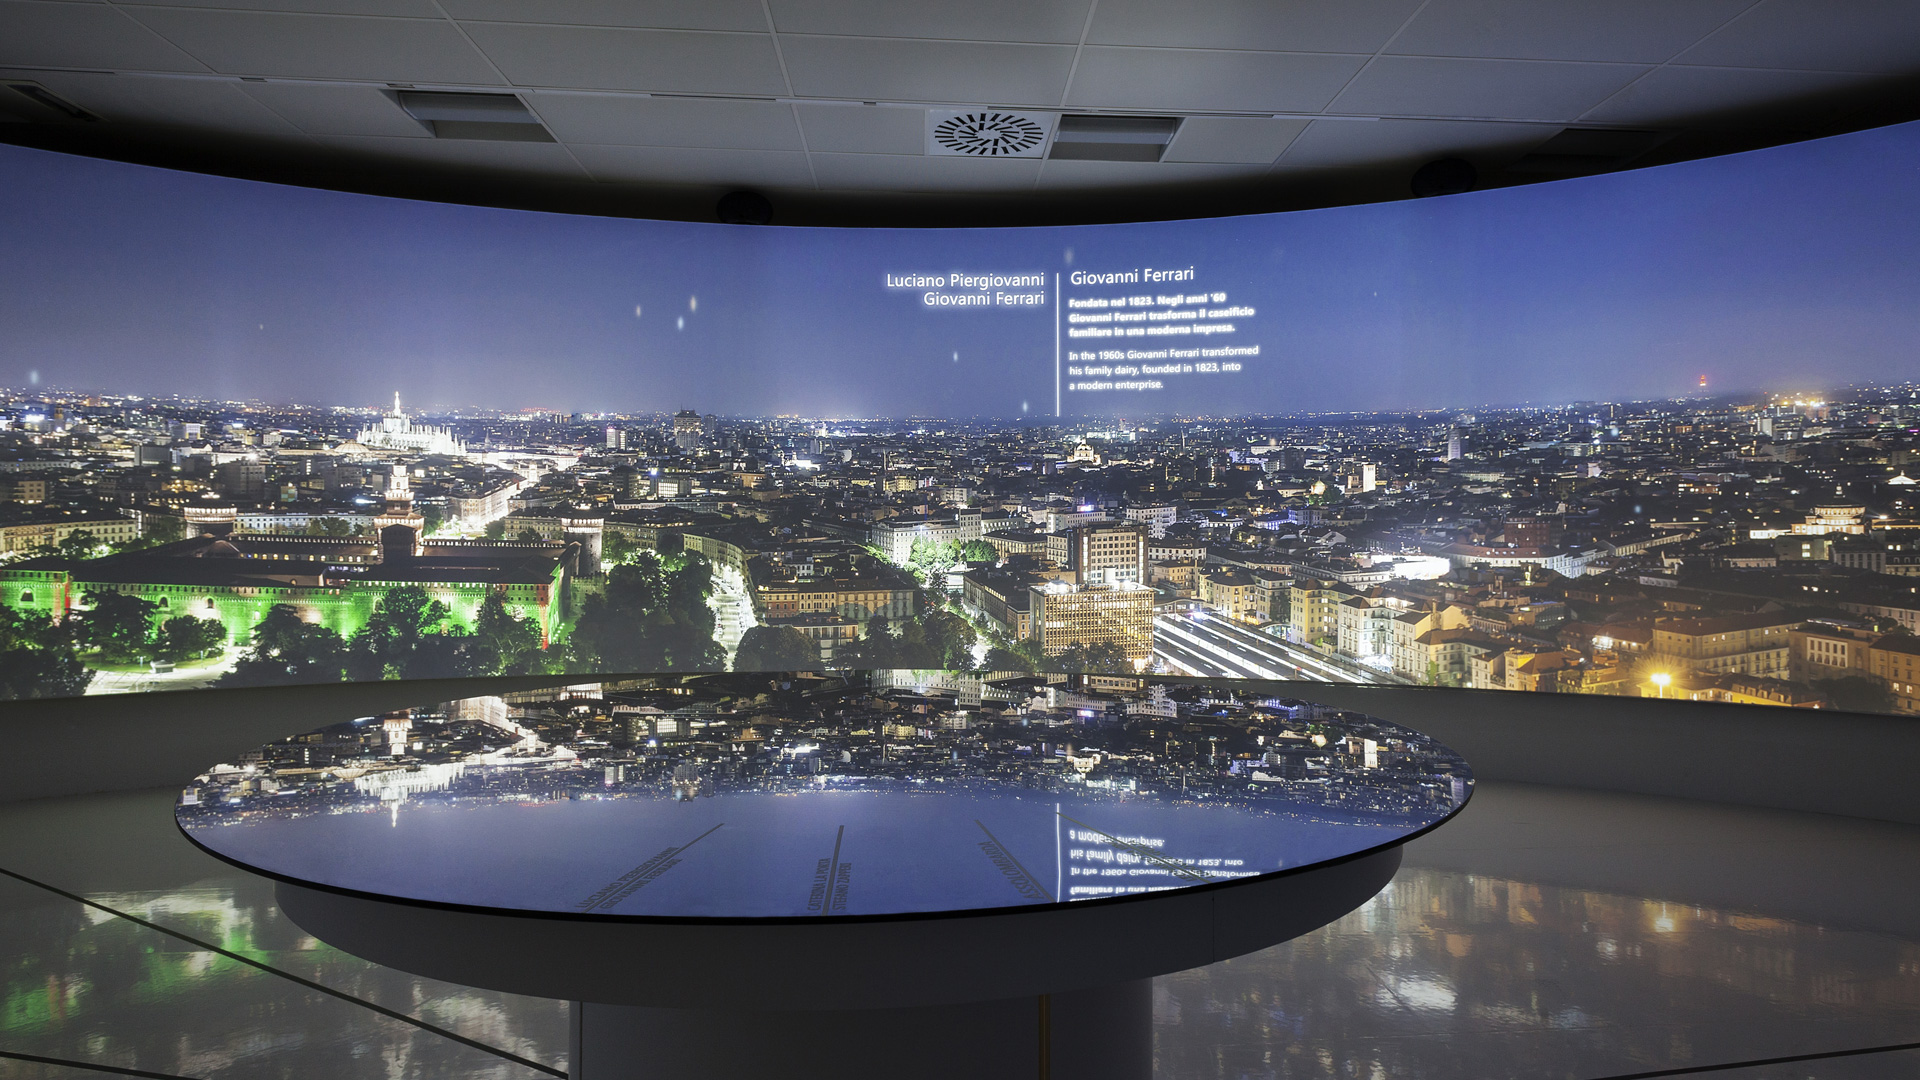 Luciano Piergiovanni
Giovanni Ferrari
Giovanni Ferrari
Fondata nel 1823. Negli anni '60
Giovanni Ferrari trasforma il caseificio
familiare in una moderna impresa.
In the 1960s Giovanni Ferrari transformed
his family dairy, founded in 1823, into
a modern enterprise.